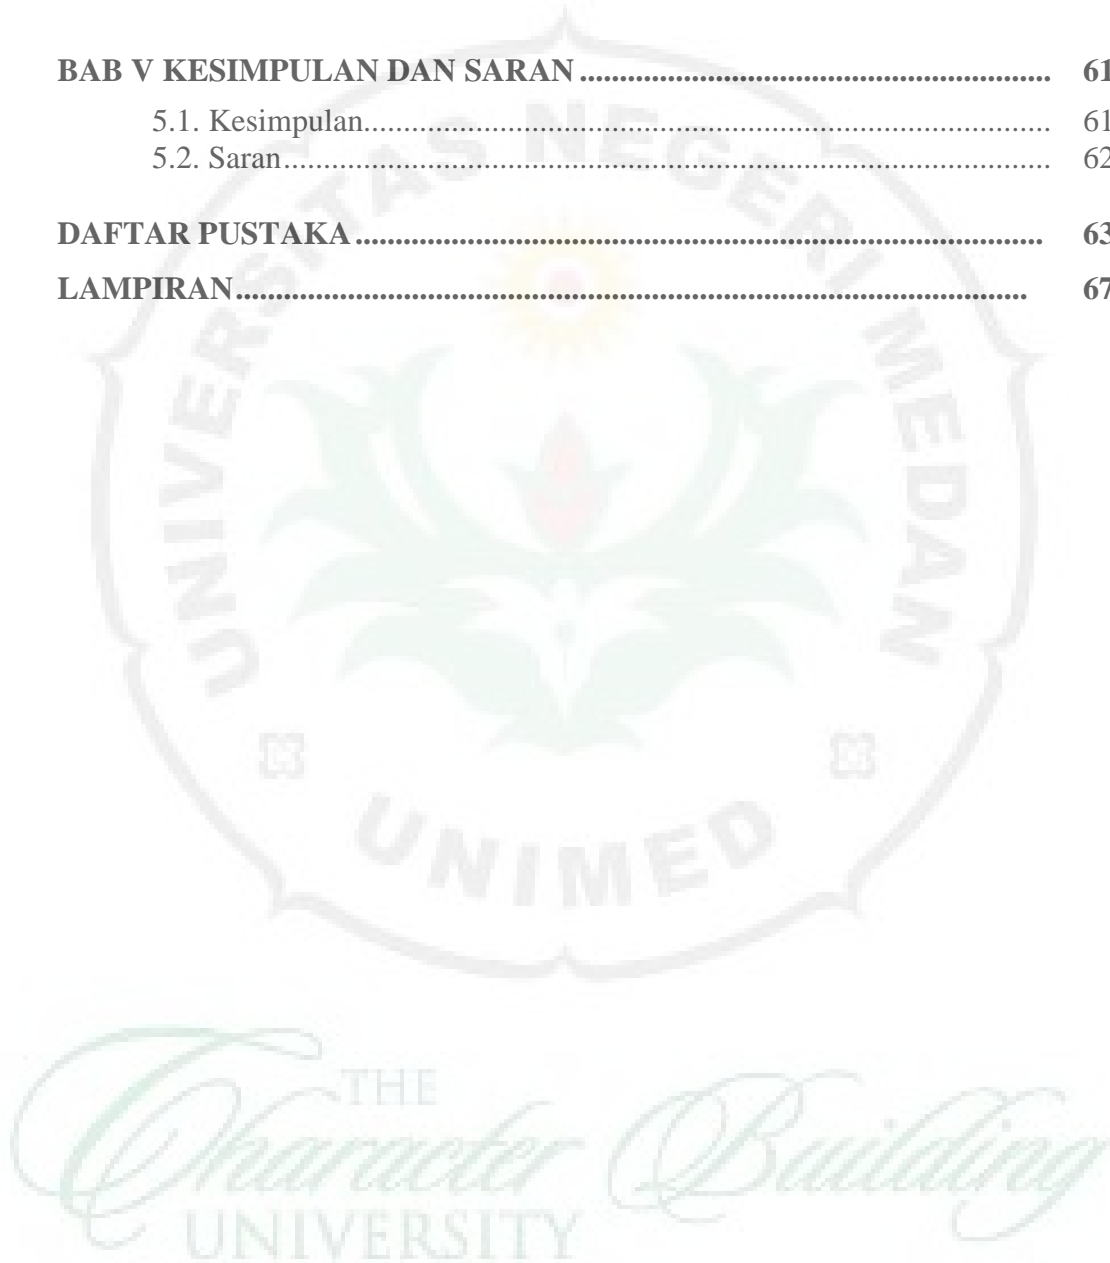 BAB V KESIMPULAN DAN SARAN........................................................... 61
5.1. Kesimpulan...................................................................................... 61
5.2. Saran................................................................................................ 62
DAFTAR PUSTAKA...................................................................................... 63
LAMPIRAN................................................................................................... 67
UNIVERSITAS NEGERI MEDAN
UNIMED
THE
Character Building
UNIVERSITY